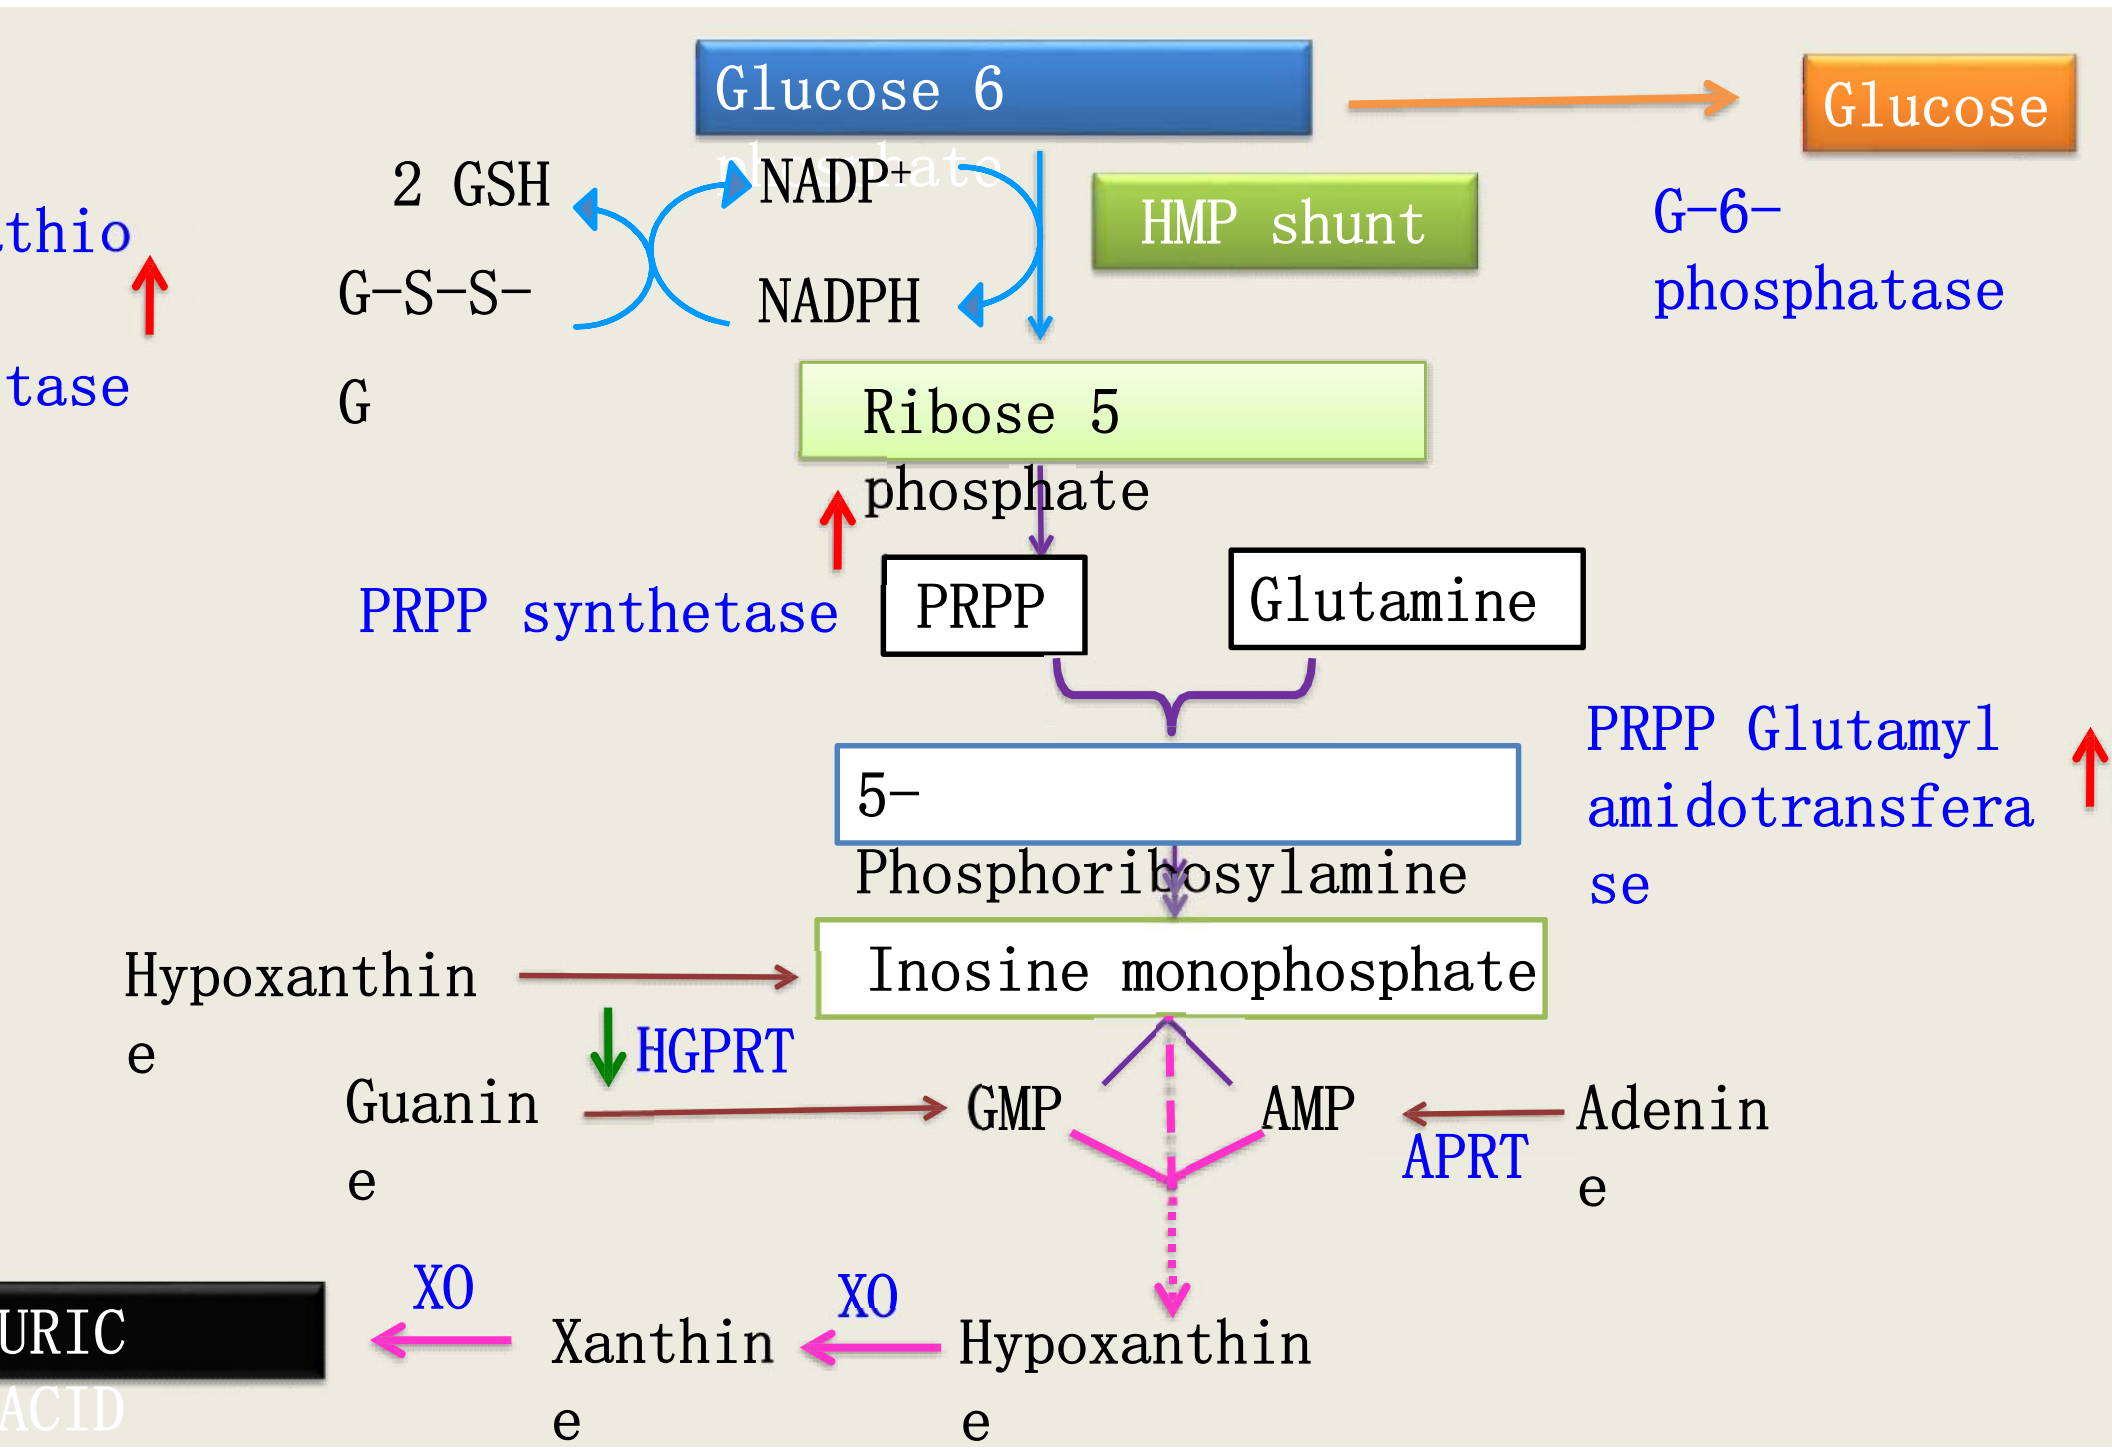 Glucose 6
phosphate
Glucose
2 GSH
NADP+
HMP shunt
G-6-
phosphatase
athio
G-S-S-
G
NADPH
tase
Ribose 5
phosphate
PRPP synthetase
PRPP
Glutamine
PRPP Glutamyl
amidotransfera
se
5-
Phosphoribosylamine
Hypoxanthin
e
Inosine monophosphate
HGPRT
Guanin
e
GMP
AMP
Adenin
e
APRT
URIC
ACID
XO
Xanthin
e
XO
Hypoxanthin
e